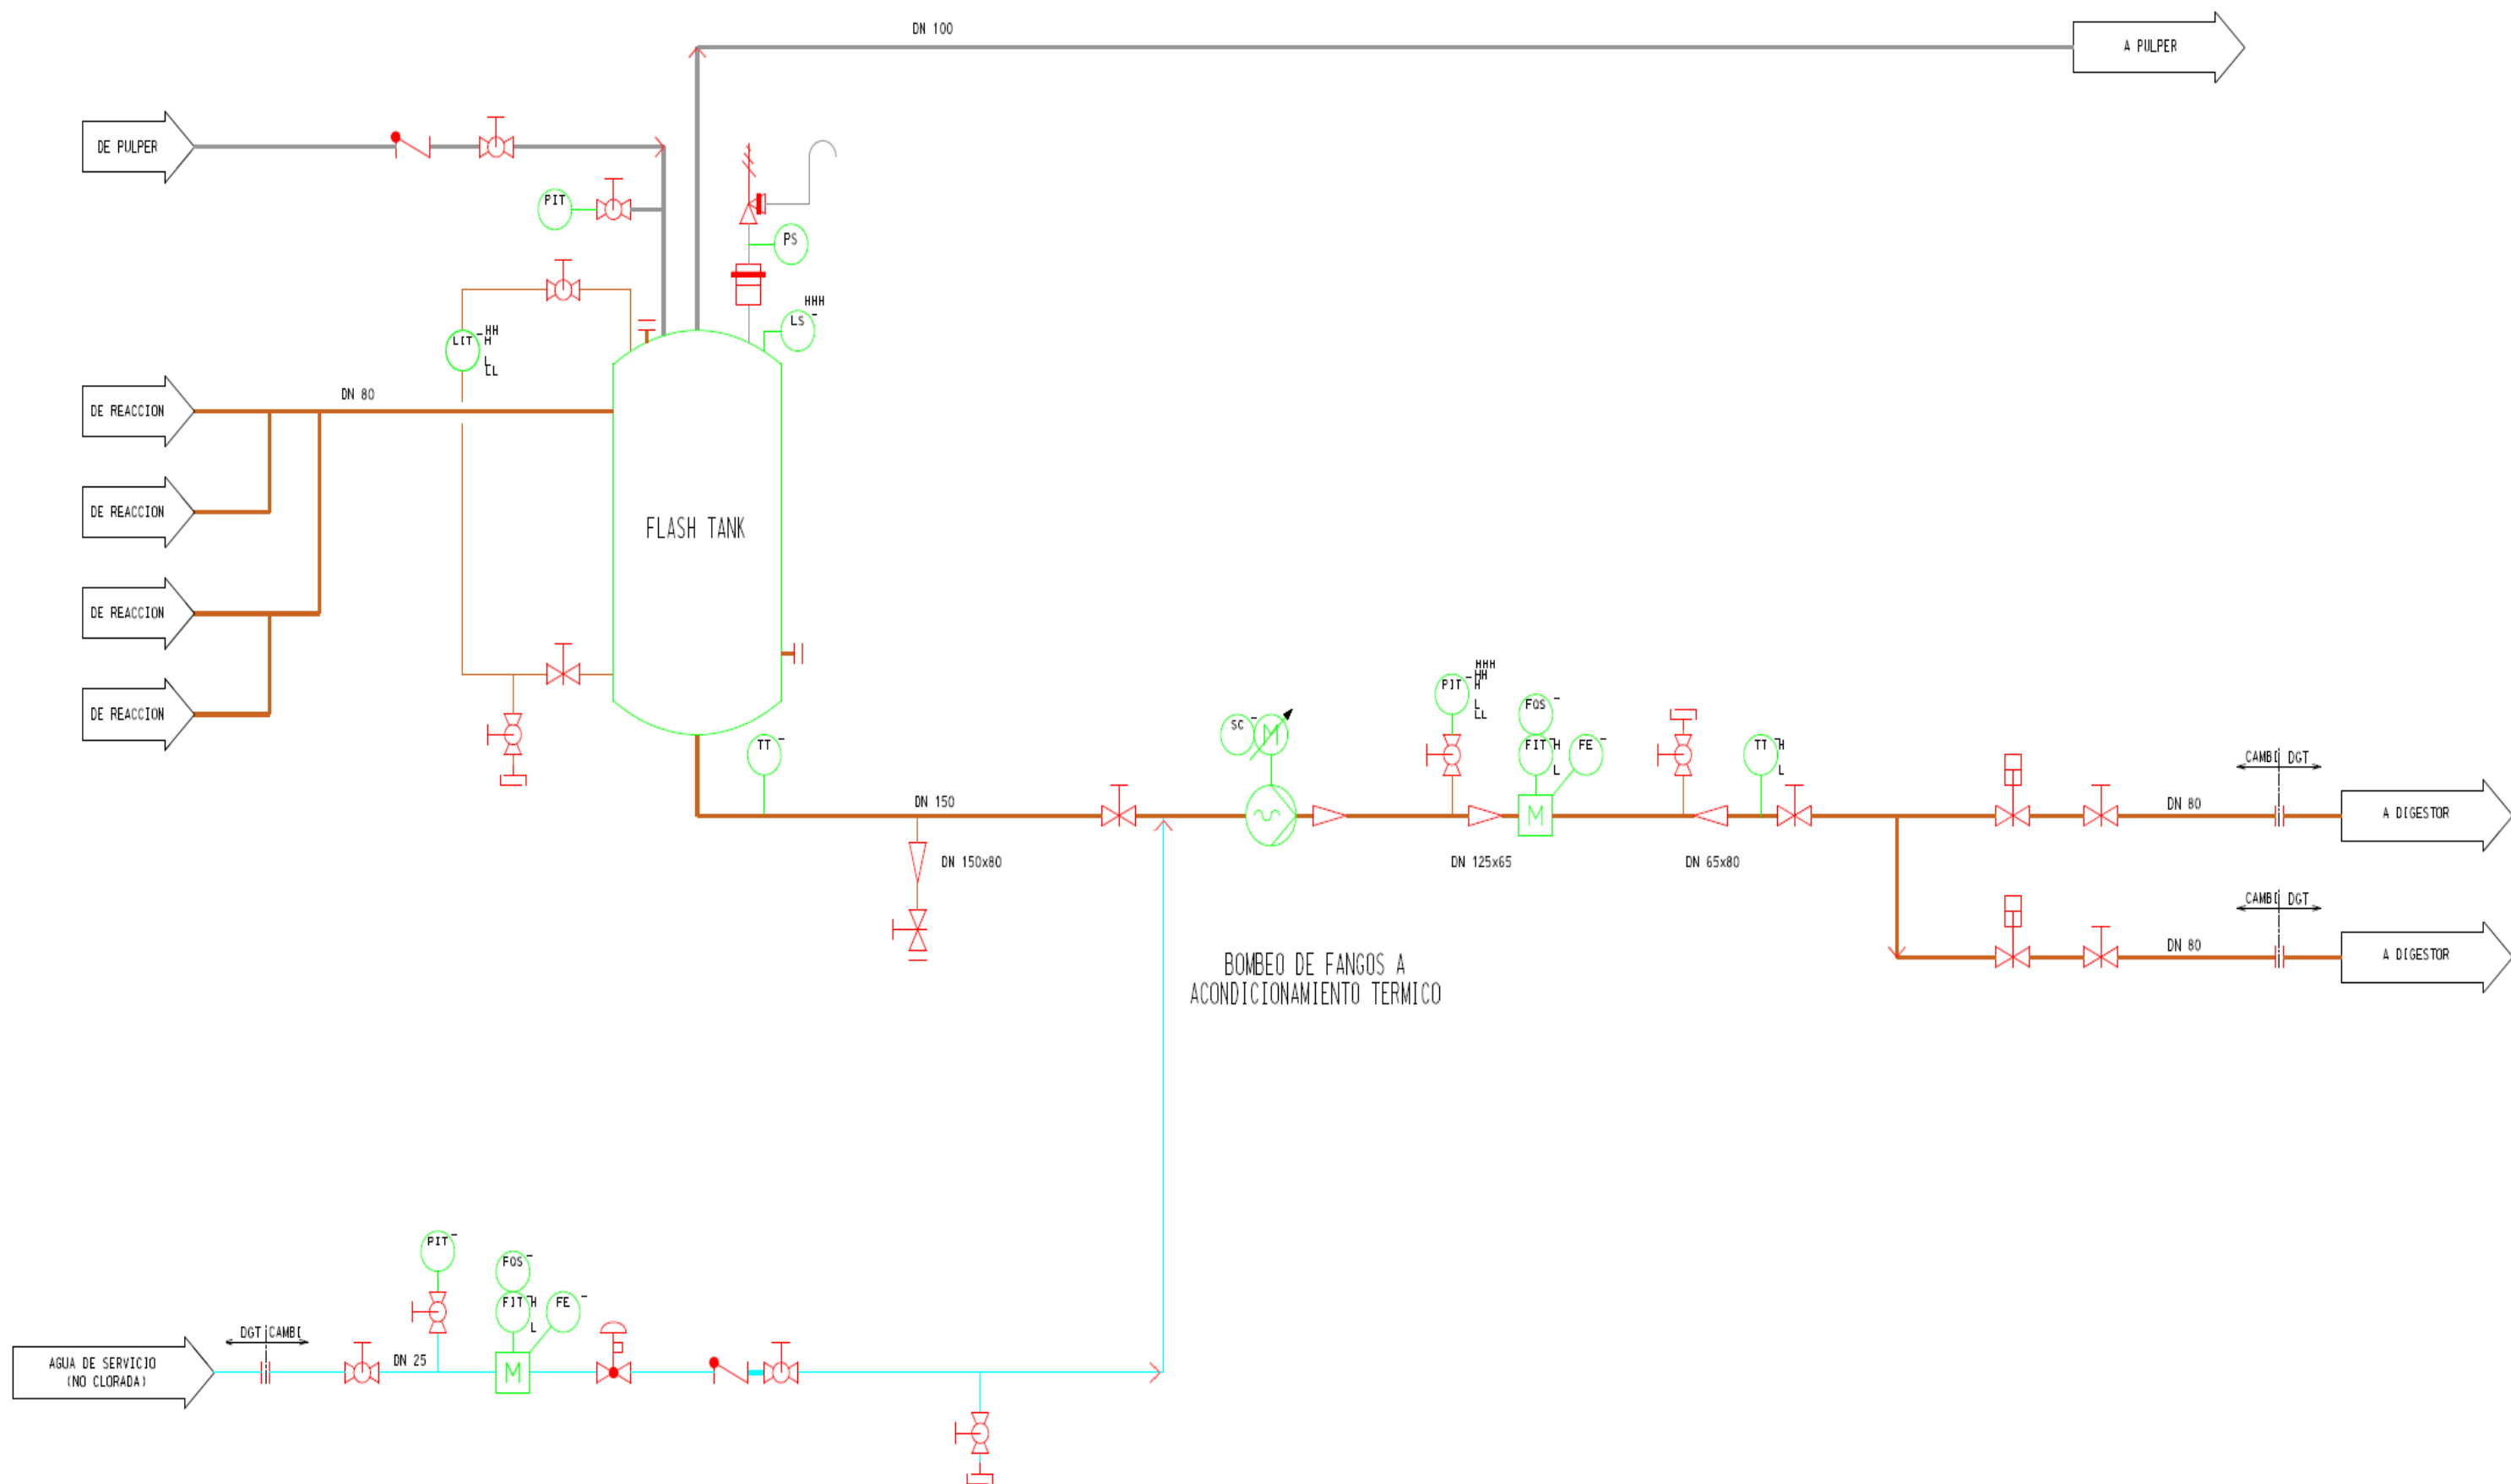 DN 100
A PULPER
DE PULPER
PIT
PS
HHH
LS
LIT
HH
H
L
LL
DE REACCION
DN 80
DE REACCION
FLASH TANK
DE REACCION
DE REACCION
TT
DN 150
DN 150x80
SC
M
PIT
HHH
HH
H
L
LL
FQS
FIT
H
L
FE
M
DN 125x65
DN 65x80
TT
H
L
DN 80
CAMBI
DGT
A DIGESTOR
DN 80
CAMBI
DGT
A DIGESTOR
BOMBEO DE FANGOS A
ACONDICIONAMIENTO TERMICO
AGUA DE SERVICIO
(NO CLORADA)
DGT
CAMBI
DN 25
PIT
FQS
FIT
H
L
FE
M